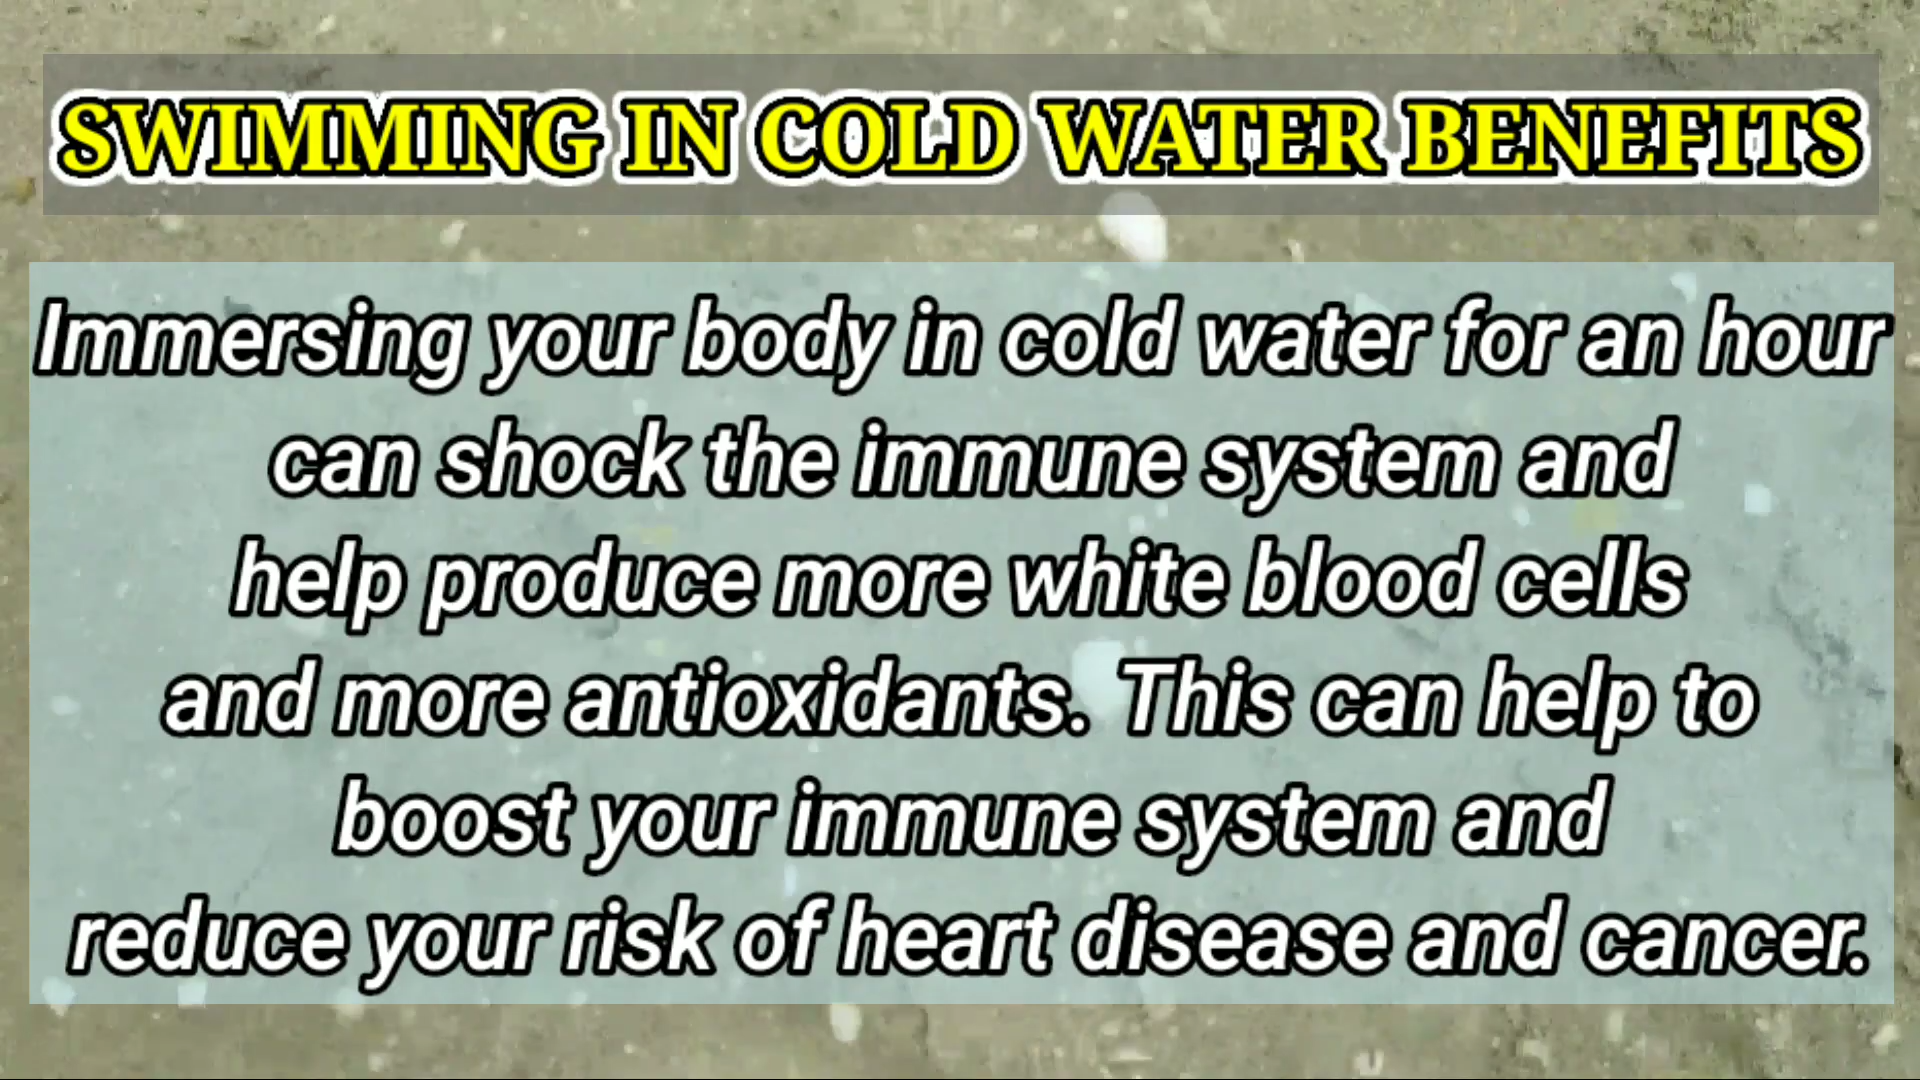 SWIMMING IN COLD WATER BENEFITS
Immersing your body in cold water for an hour
can shock the immune system and
help produce more white blood cells
and more antioxidants. This can help to
boost your immune system and
reduce your risk of heart disease and cancer.